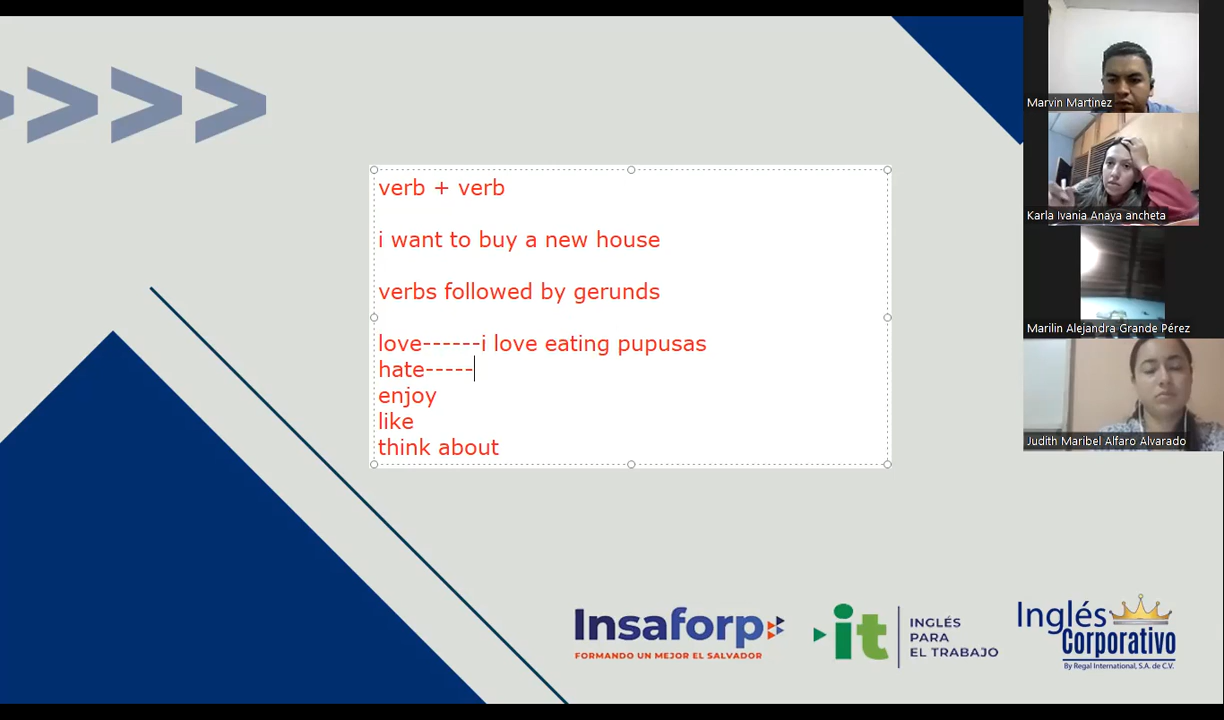 verb + verb
i want to buy a new house
verbs followed by gerunds
love------i love eating pupusas
hate-----
enjoy
like
think about
Marvin Martinez
Karla Ivania Anaya ancheta
Marilin Alejandra Grande Pérez
Judith Maribel Alfaro Alvarado
Insaforp
FORMANDO UN MEJOR EL SALVADOR
it
INGLÉS
PARA
EL TRABAJO
Inglés
Corporativo
By Regal International, S.A. de C.V.